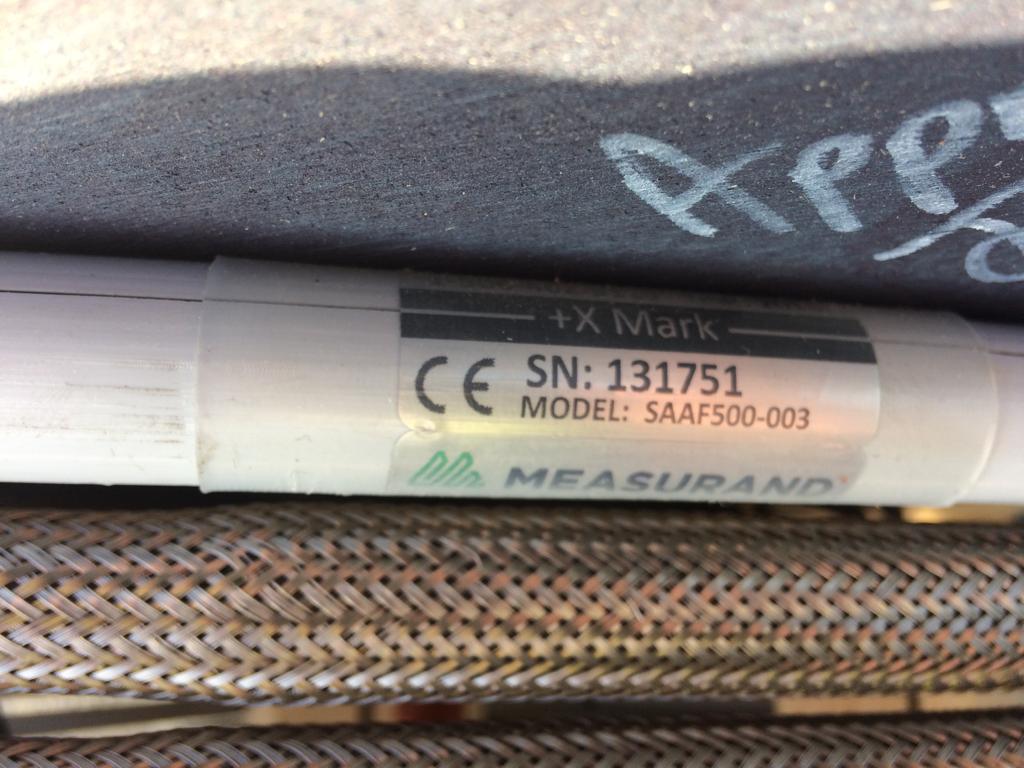 +X Mark
CE SN: 131751
MODEL: SAAF500-003
MEASURAND